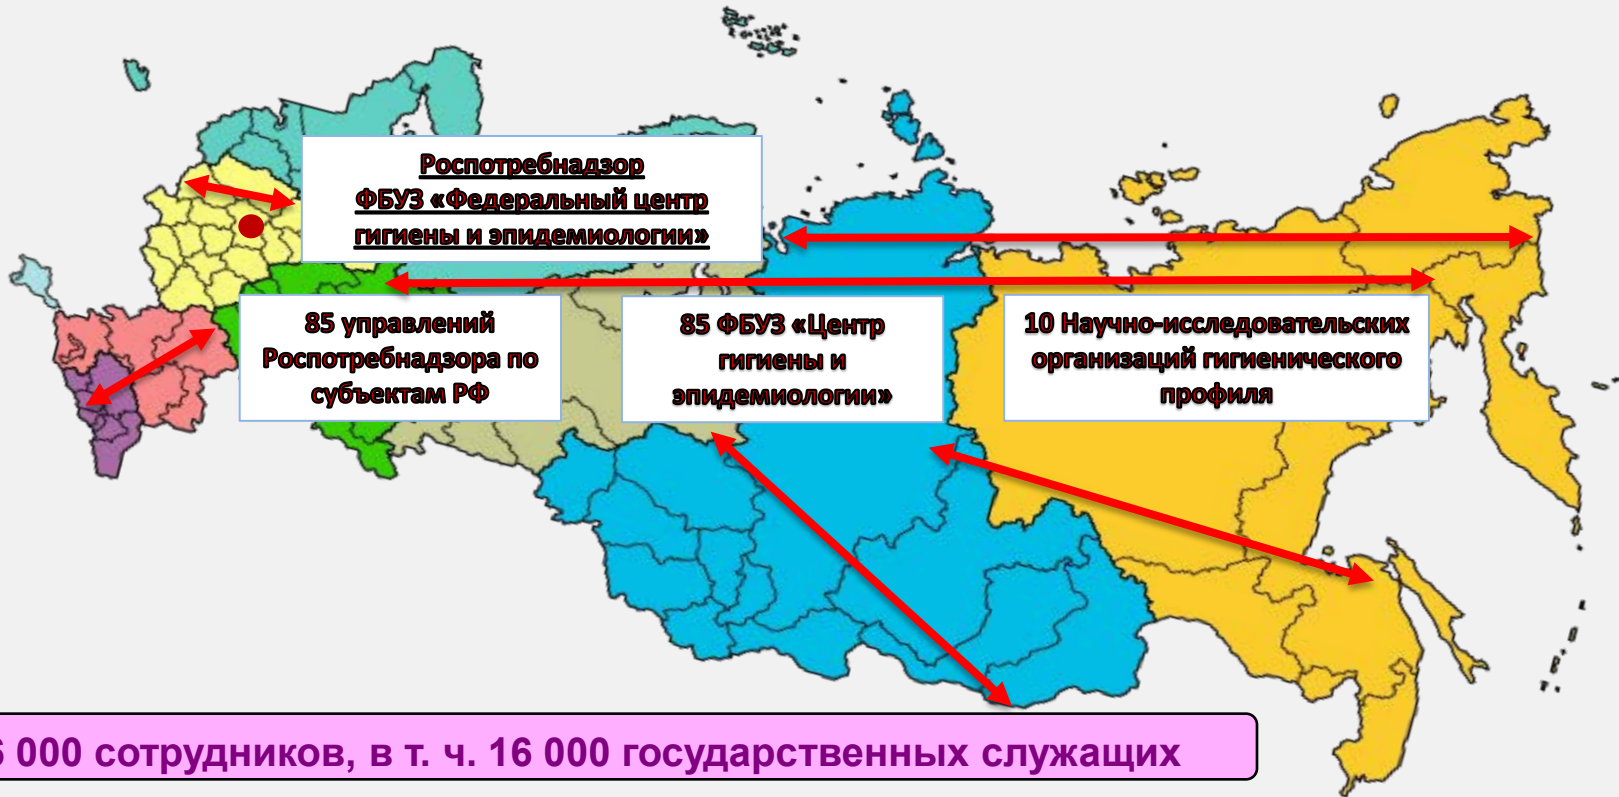 Роспотребнадзор
ФБУЗ «Федеральный центр
гигиены и эпидемиологии»
85 управлений
Роспотребнадзора по
субъектам РФ
85 ФБУЗ «Центр
гигиены и
эпидемиологии»
10 Научно-исследовательских
организаций гигиенического
профиля
000 сотрудников, в т. ч. 16 000 государственных служащих